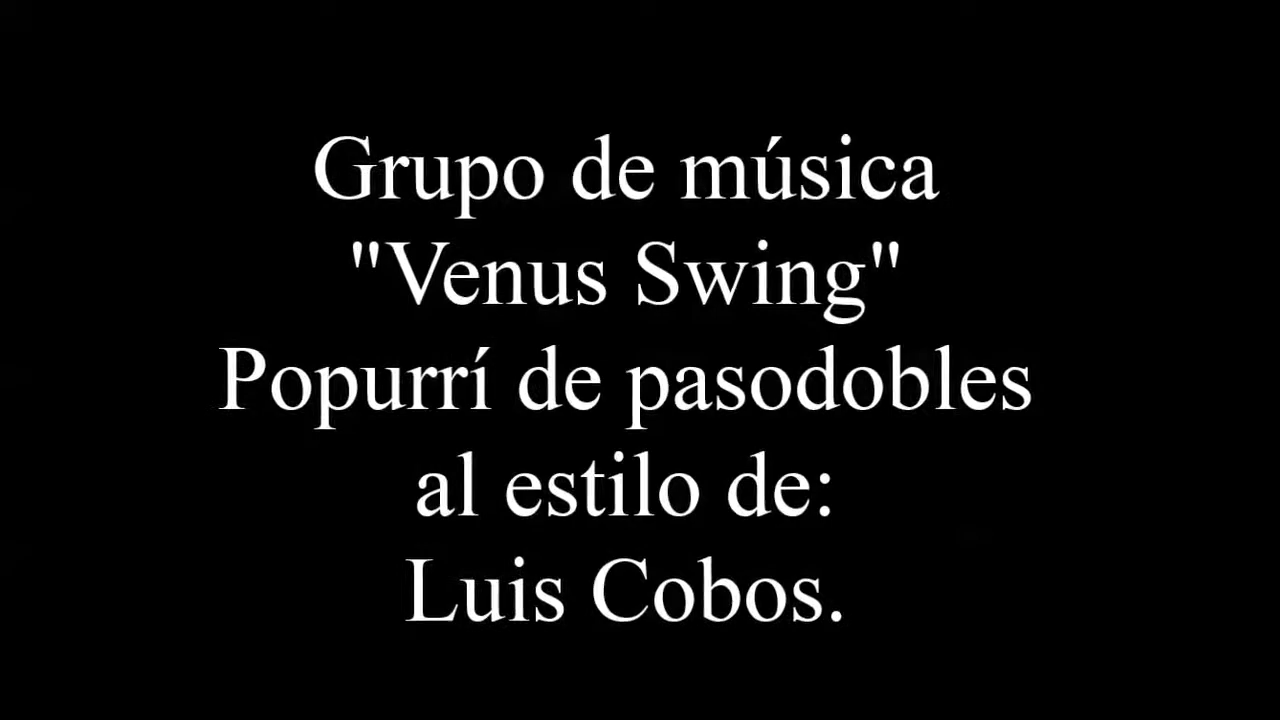 Grupo de música
"Venus Swing"
Popurrí de pasodobles
al estilo de:
Luis Cobos.